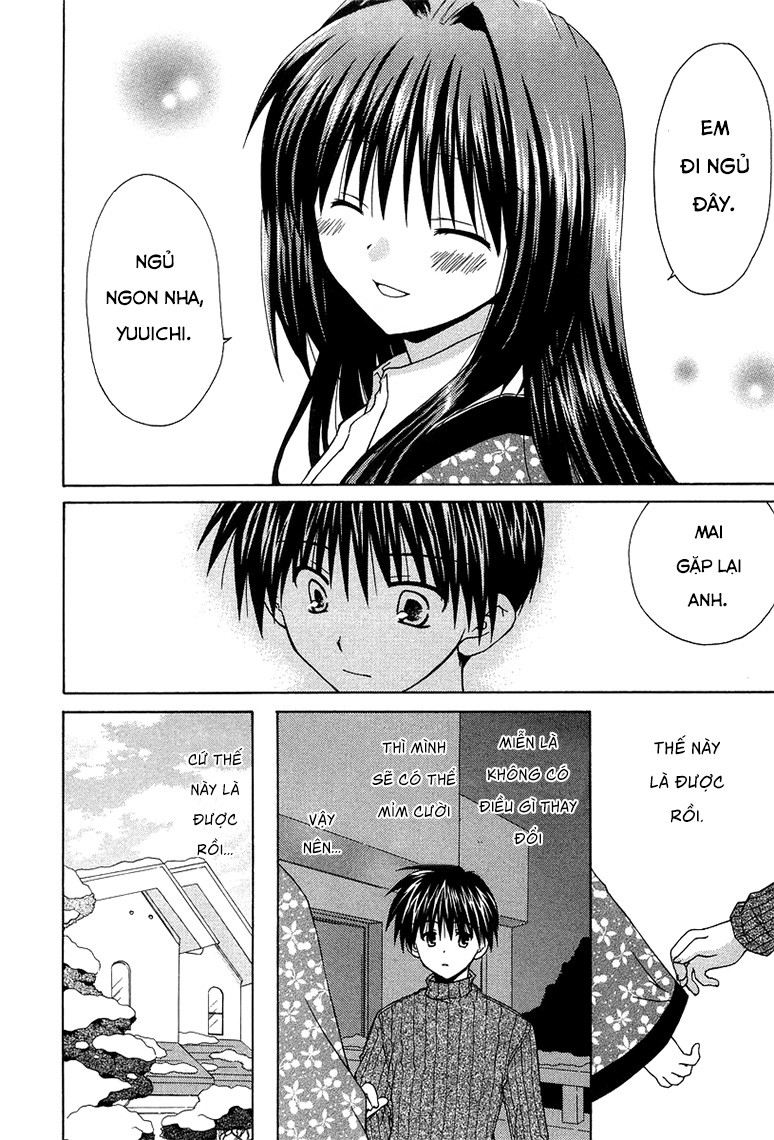 EM
ĐI NGỦ
ĐÂY.
NGỦ
NGON NHA,
YUUICHI.
MAI
GẶP LẠI
ANH.
THẾ NÀY
LÀ ĐƯỢC
RỒI.
MIỄN LÀ
KHÔNG CÓ
ĐIỀU GÌ THAY
ĐỔI
THÌ MÌNH
SẼ CÓ THỂ
MỈM CƯỜI
VẬY
NÊN...
CỨ THẾ
NÀY LÀ
ĐƯỢC
RỒI...